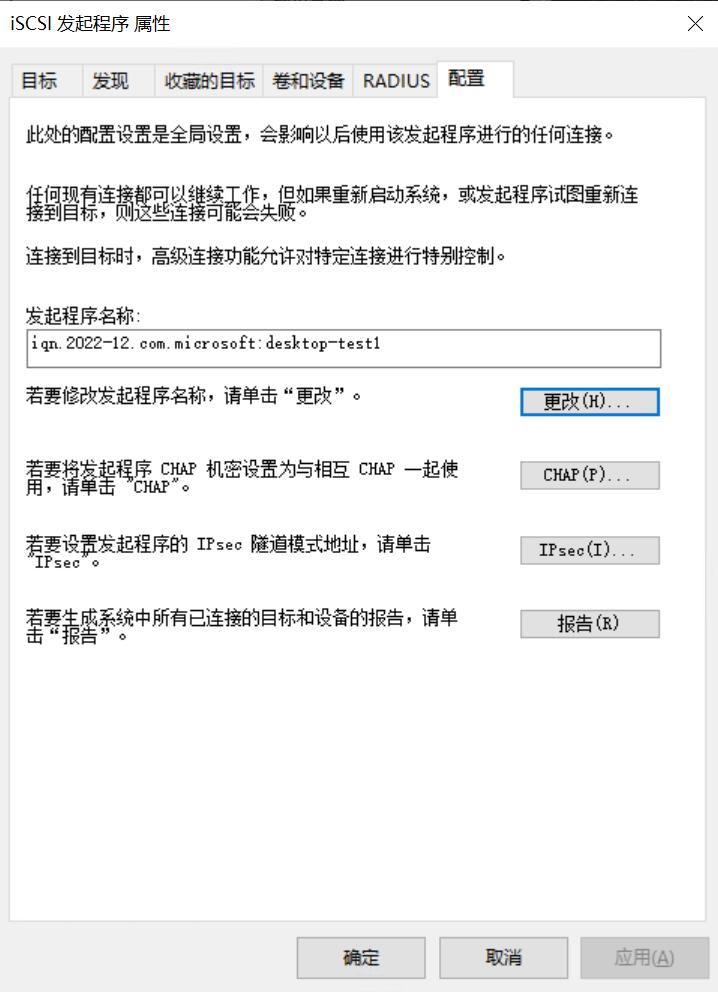 iSCSI 发起程序 属性
目标 发现 收藏的目标 卷和设备 RADIUS 配置
此处的配置设置是全局设置，会影响以后使用该发起程序进行的任何连接。
任何现有连接都可以继续工作，但如果重新启动系统，或发起程序试图重新连
接到目标，则这些连接可能会失败。
连接到目标时，高级连接功能允许对特定连接进行特别控制。
发起程序名称:
iqn.2022-12.com.microsoft:desktop-test1
若要修改发起程序名称，请单击“更改”。
更改(H)...
若要将发起程序 CHAP 机密设置为与相互 CHAP 一起使
用，请单击 "CHAP"。
CHAP(P)...
若要设置发起程序的 IPsec 隧道模式地址，请单击
"IPsec"。
IPsec(I)...
若要生成系统中所有已连接的目标和设备的报告，请单
击“报告”。
报告(R)
确定 取消 应用(A)